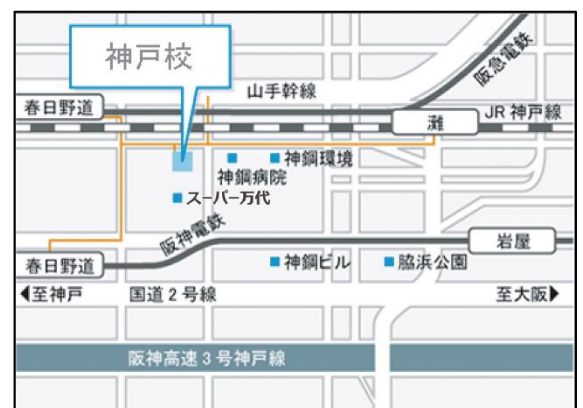 神戸校
阪急電鉄
山手幹線
春日野道
灘
JR 神戸線
神鋼環境
神鋼病院
スーパー万代
阪神電鉄
岩屋
春日野道
神鋼ビル
脇浜公園
◀至神戸
国道2号線
至大阪▶
阪神高速3号神戸線